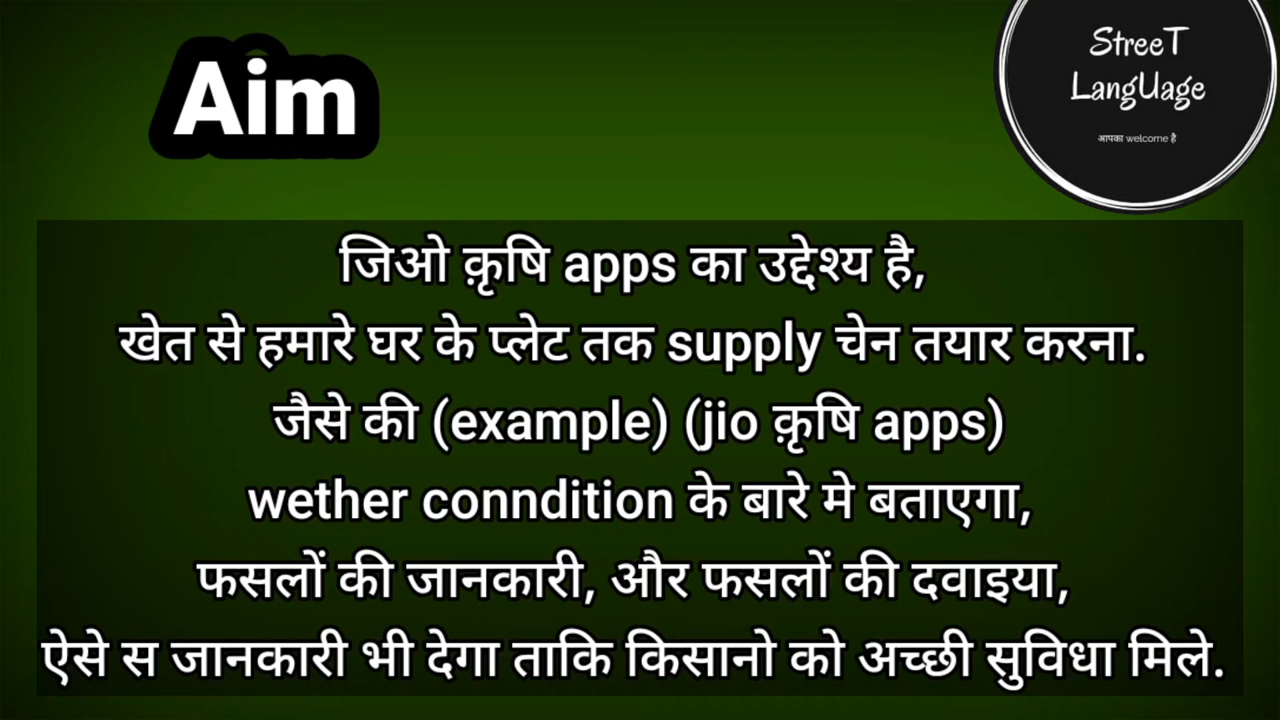 Aim
StreeT
LangUage
आपका welcome है
जिओ क़ृषि apps का उद्देश्य है,
खेत से हमारे घर के प्लेट तक supply चेन तयार करना.
जैसे की (example) (jio क़ृषि apps)
wether conndition के बारे मे बताएगा,
फसलों की जानकारी, और फसलों की दवाइया,
ऐसे स जानकारी भी देगा ताकि किसानो को अच्छी सुविधा मिले.